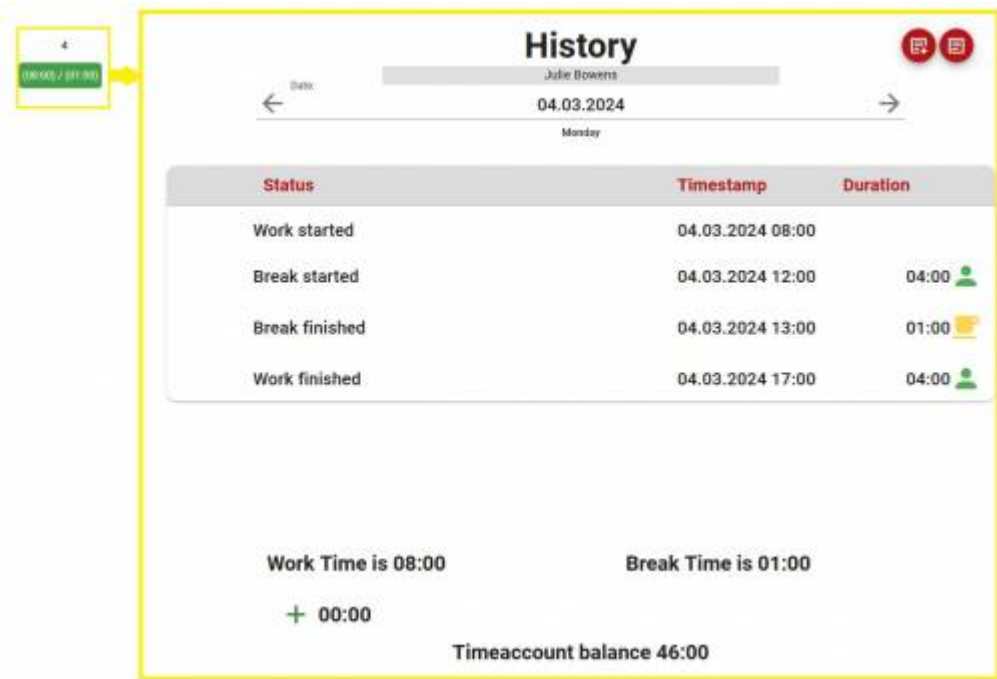 4
(08:00) / (01:00)
History
Julie Bowens
Date:
04.03.2024
Monday
Status Timestamp Duration
Work started 04.03.2024 08:00
Break started 04.03.2024 12:00 04:00
Break finished 04.03.2024 13:00 01:00
Work finished 04.03.2024 17:00 04:00
Work Time is 08:00 Break Time is 01:00
+ 00:00
Timeaccount balance 46:00